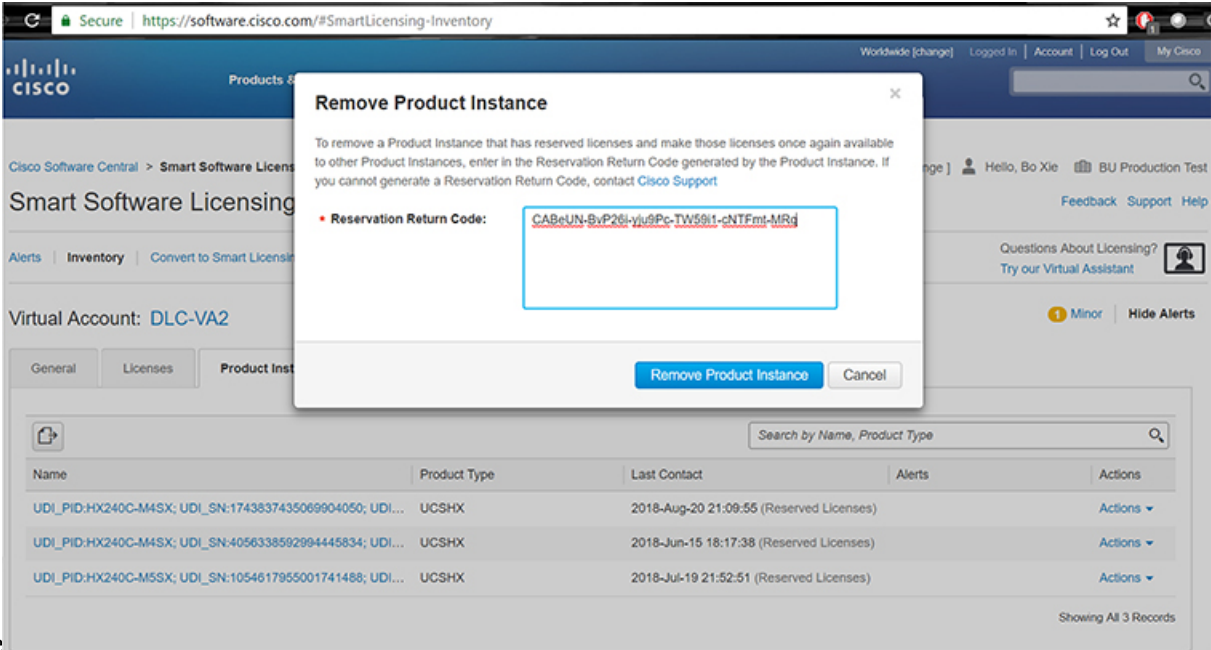 Secure | https://software.cisco.com/#SmartLicensing-Inventory
1
Worldwide [change] Logged In | Account | Log Out My Cisco
CISCO
Products &
Remove Product Instance
To remove a Product Instance that has reserved licenses and make those licenses once again available
to other Product Instances, enter in the Reservation Return Code generated by the Product Instance. If
you cannot generate a Reservation Return Code, contact Cisco Support
* Reservation Return Code:
CABeUN-BvP26i-yju9Pc-TW59i1-cNTFmt-MRq
Remove Product Instance Cancel
Cisco Software Central > Smart Software Licens
nge ] Hello, Bo Xie BU Production Test
Smart Software Licensing
Feedback Support Help
Alerts | Inventory | Convert to Smart Licensin
Questions About Licensing?
Try our Virtual Assistant
Virtual Account: DLC-VA2
1 Minor | Hide Alerts
General Licenses Product Inst
Search by Name, Product Type
Name Product Type Last Contact Alerts Actions
UDI_PID:HX240C-M4SX; UDI_SN:1743837435069904050; UDI... UCSHX 2018-Aug-20 21:09:55 (Reserved Licenses) Actions
UDI_PID:HX240C-M4SX; UDI_SN:4056338592994445834; UDI... UCSHX 2018-Jun-15 18:17:38 (Reserved Licenses) Actions
UDI_PID:HX240C-M5SX; UDI_SN:1054617955001741488; UDI... UCSHX 2018-Jul-19 21:52:51 (Reserved Licenses) Actions
Showing All 3 Records